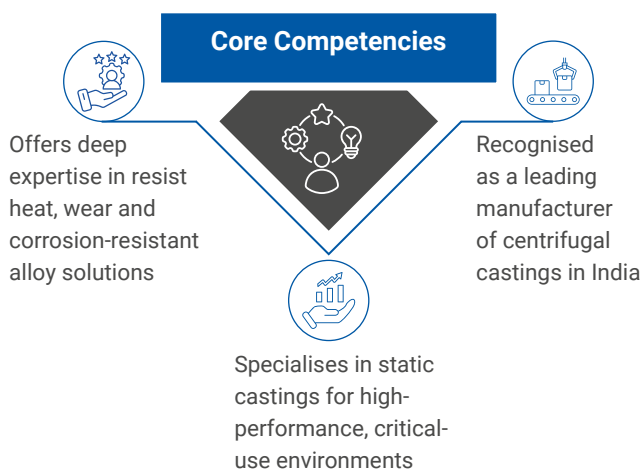 Core Competencies
Offers deep
expertise in resist
heat, wear and
corrosion-resistant
alloy solutions
Recognised
as a leading
manufacturer
of centrifugal
castings in India
Specialises in static
castings for high-
performance, critical-
use environments